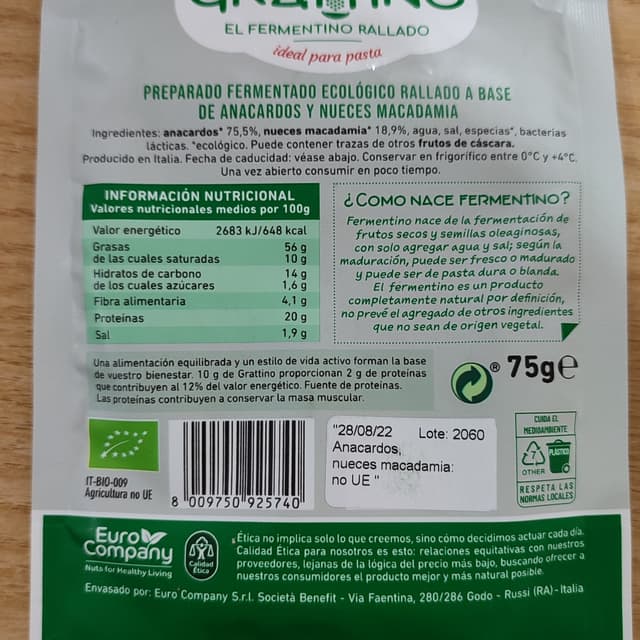 GRATTINO
EL FERMENTINO RALLADO
ideal para pasta
PREPARADO FERMENTADO ECOLÓGICO RALLADO A BASE
DE ANACARDOS Y NUECES MACADAMIA
Ingredientes: anacardos* 75,5%, nueces macadamia* 18,9%, agua, sal, especias*, bacterias
lácticas. *ecológico. Puede contener trazas de otros frutos de cáscara.
Producido en Italia. Fecha de caducidad: véase abajo. Conservar en frigorífico entre 0°C y +4°C.
Una vez abierto consumir en poco tiempo.
INFORMACIÓN NUTRICIONAL
Valores nutricionales medios por 100g
Valor energético 2683 kJ/648 kcal
Grasas 56 g
de las cuales saturadas 10 g
Hidratos de carbono 14 g
de los cuales azúcares 1,6 g
Fibra alimentaria 4,1 g
Proteínas 20 g
Sal 1,9 g
¿COMO NACE FERMENTINO?
Fermentino nace de la fermentación de
frutos secos y semillas oleaginosas,
con solo agregar agua y sal; según la
maduración, puede ser fresco o madurado
y puede ser de pasta dura o blanda.
El fermentino es un producto
completamente natural por definición,
no prevé el agregado de otros ingredientes
que no sean de origen vegetal.
Una alimentación equilibrada y un estilo de vida activo forman la base
de vuestro bienestar. 10 g de Grattino proporcionan 2 g de proteínas
que contribuyen al 12% del valor energético. Fuente de proteínas.
Las proteínas contribuyen a conservar la masa muscular.
® 75g℮
IT-BIO-009
Agricultura no UE
8 009750 925740
"28/08/22 Lote: 2060
Anacardos,
nueces macadamia:
no UE "
CUIDA EL
MEDIOAMBIENTE
7
OTHER
PLÁSTICO
RESPETA LAS
NORMAS LOCALES
Euro
Company
Nuts for Healthy Living
Calidad
Ética
Ética no implica solo lo que creemos, sino cómo decidimos actuar cada día.
Calidad Ética para nosotros es esto: relaciones equitativas con nuestros
proveedores, lejanas de la lógica del precio más bajo, buscando ofrecer a
nuestros consumidores el producto mejor y más natural posible.
Envasado por: Euro Company S.r.l. Società Benefit - Via Faentina, 280/286 Godo - Russi (RA) - Italia